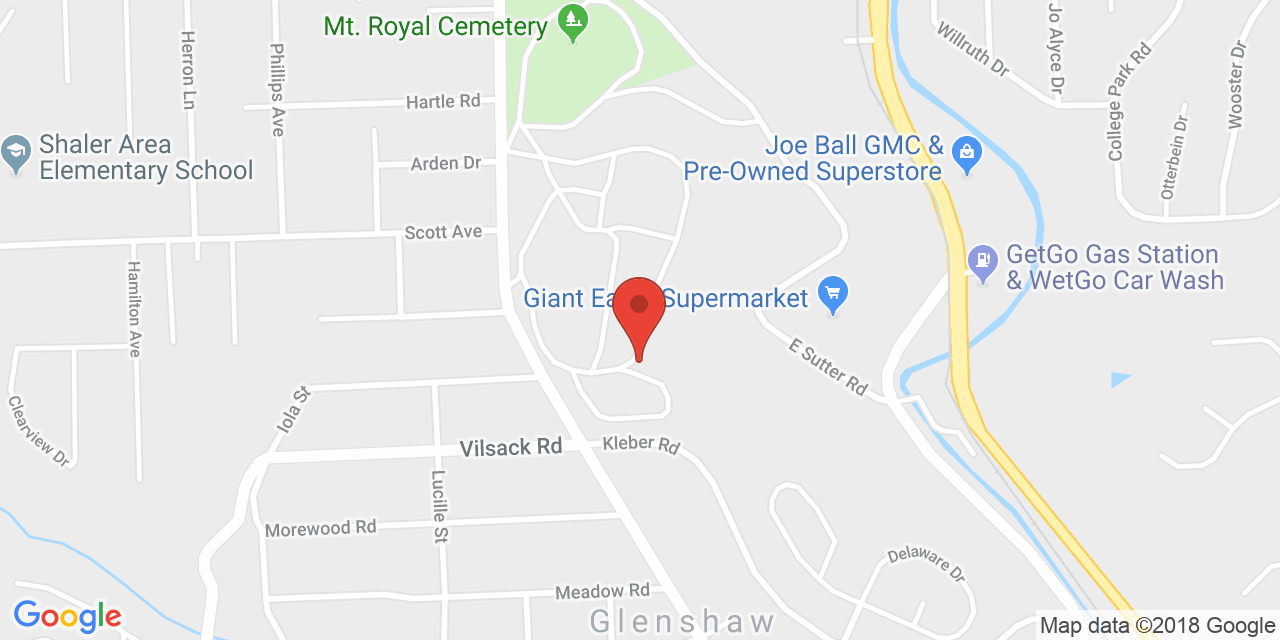 Mt. Royal Cemetery
Herron Ln
Phillips Ave
Willruth Dr
Jo Alyce Dr
College Park Rd
Wooster Dr
Hartle Rd
Shaler Area
Elementary School
Arden Dr
Joe Ball GMC &
Pre-Owned Superstore
Otterbein Dr
Scott Ave
Hamilton Ave
GetGo Gas Station
& WetGo Car Wash
Giant Ea Supermarket
E Sutter Rd
Iola St
Clearview Dr
Vilsack Rd
Kleber Rd
Lucille St
Morewood Rd
Delaware Dr
Meadow Rd
Glenshaw
Google
Map data ©2018 Google